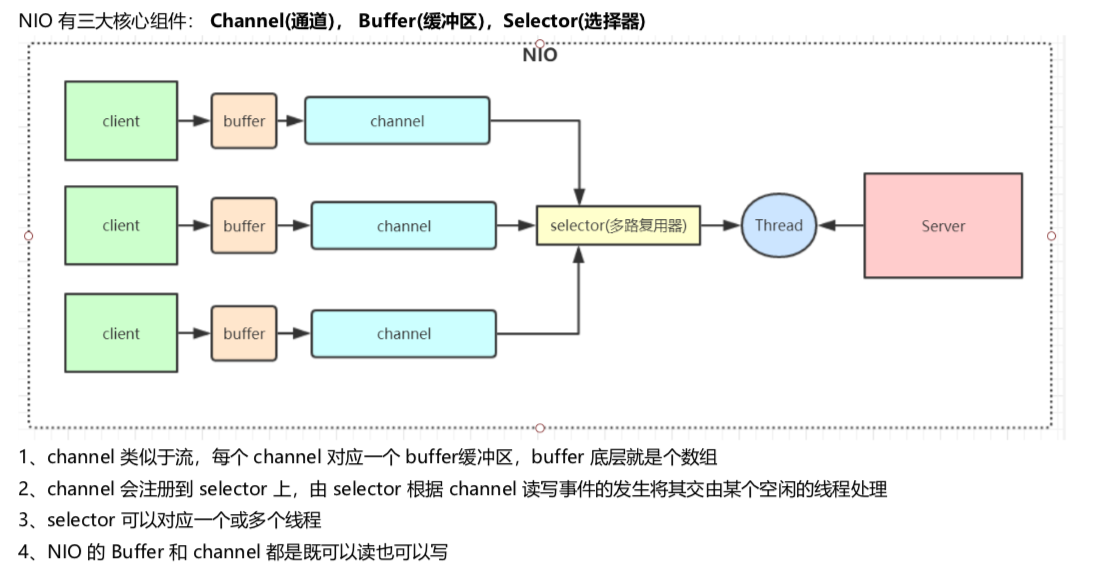 NIO 有三大核心组件： Channel(通道)， Buffer(缓冲区)，Selector(选择器)
NIO
client
buffer
channel
client
buffer
channel
selector(多路复用器)
Thread
Server
client
buffer
channel
1、channel 类似于流，每个 channel 对应一个 buffer缓冲区，buffer 底层就是个数组
2、channel 会注册到 selector 上，由 selector 根据 channel 读写事件的发生将其交由某个空闲的线程处理
3、selector 可以对应一个或多个线程
4、NIO 的 Buffer 和 channel 都是既可以读也可以写